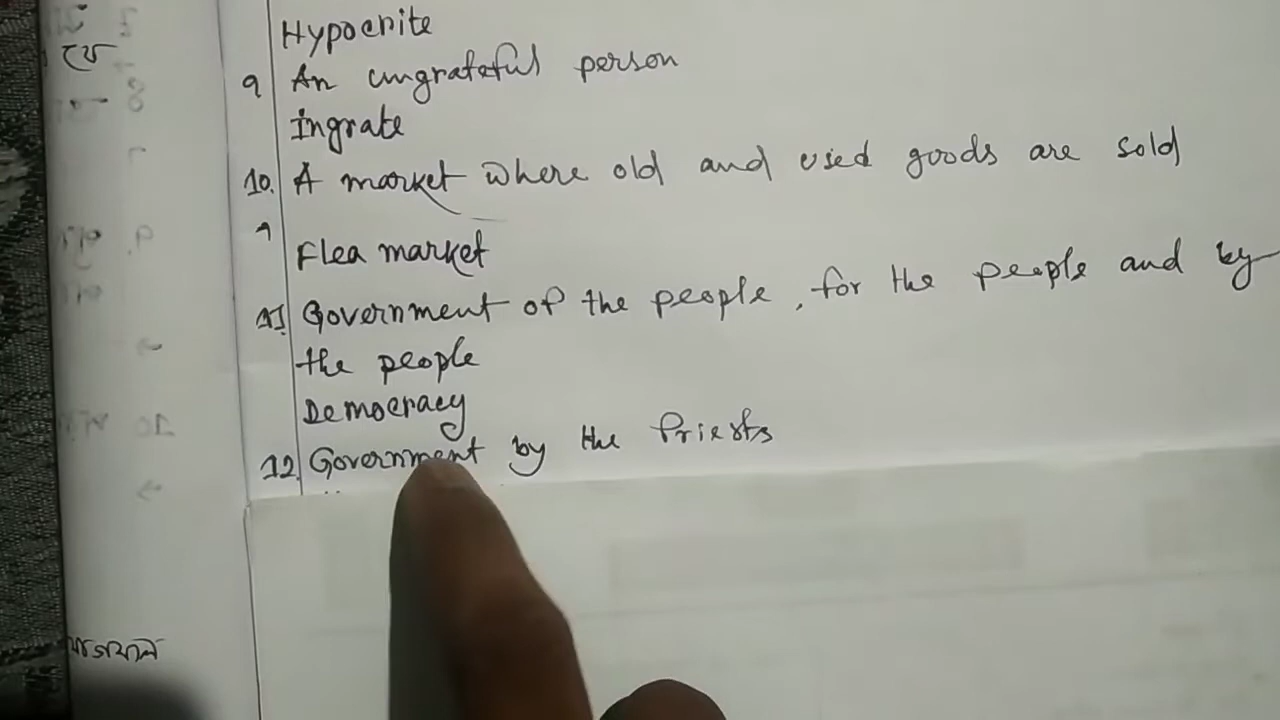 Hypocrite
9 An ungrateful person
Ingrate
10. A market where old and used goods are sold
Flea market
11. Government of the people, for the people and by
the people
Democracy
12. Government by the Priests